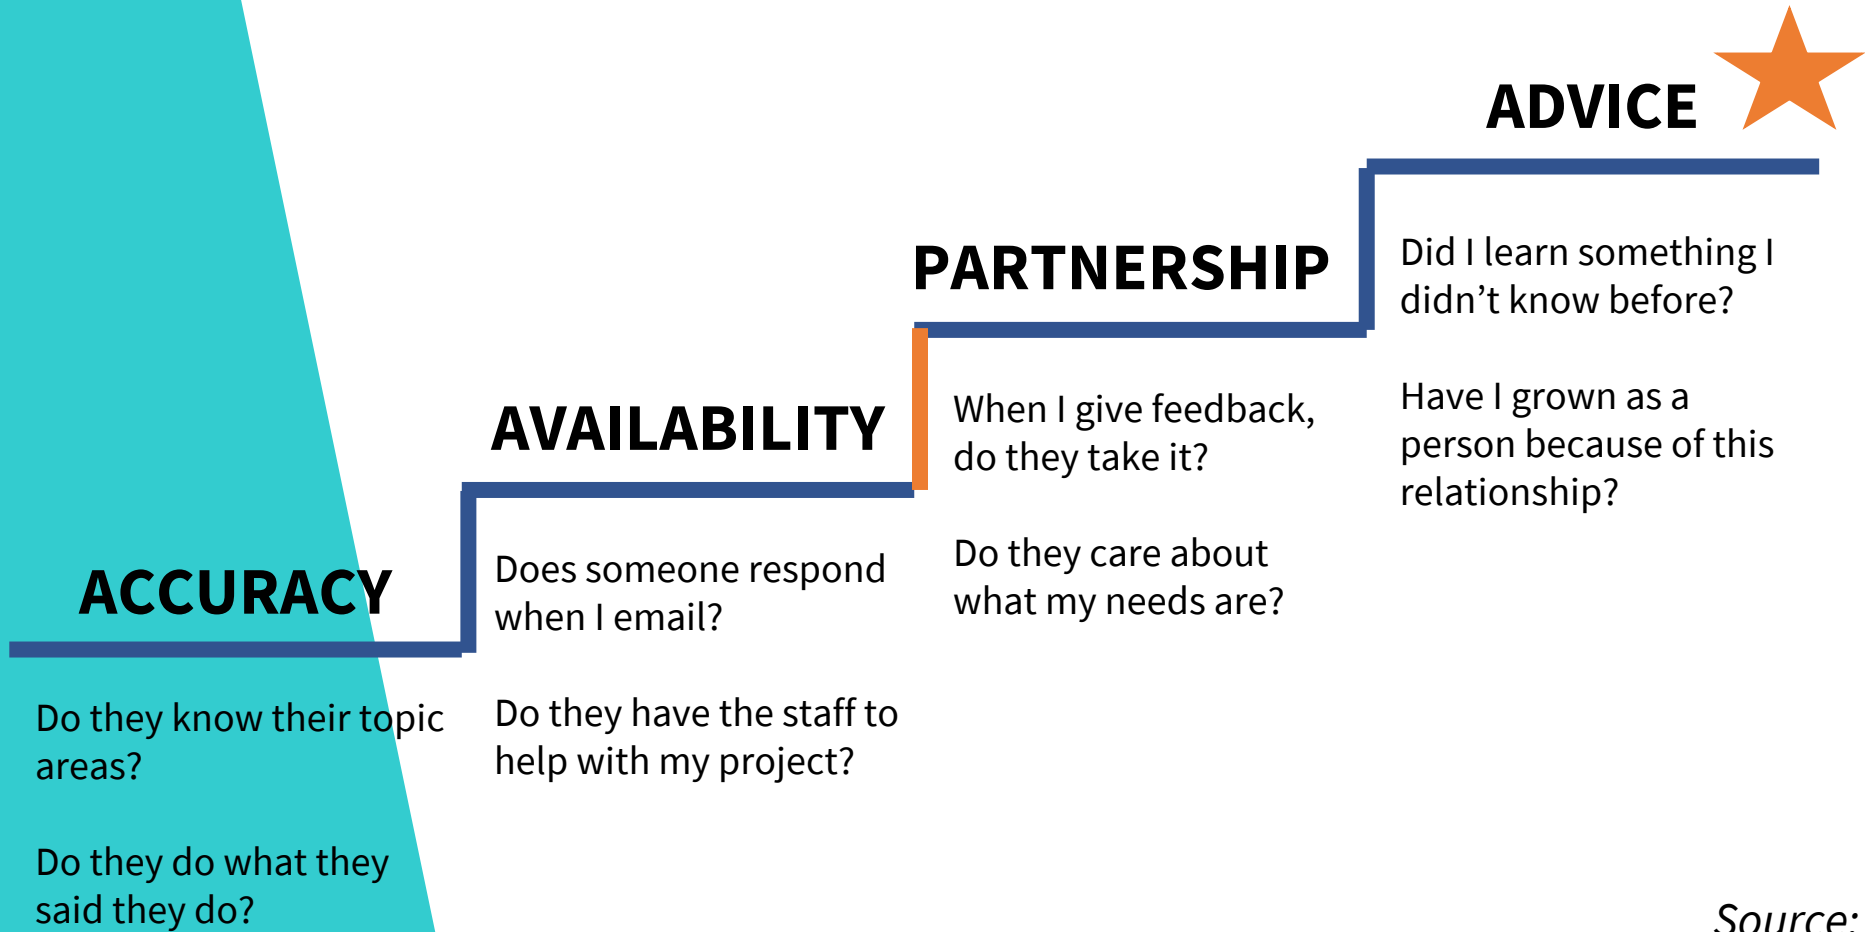 ACCURACY
Do they know their topic
areas?
Do they do what they
said they do?
AVAILABILITY
Does someone respond
when I email?
Do they have the staff to
help with my project?
PARTNERSHIP
When I give feedback,
do they take it?
Do they care about
what my needs are?
ADVICE
Did I learn something I
didn’t know before?
Have I grown as a
person because of this
relationship?
Source: